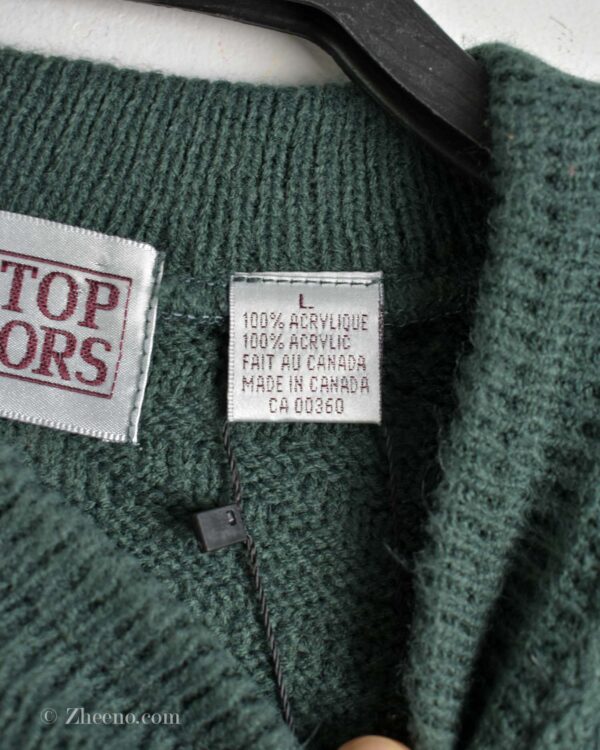 TOP
ORS
L
100% ACRYLIQUE
100% ACRYLIC
FAIT AU CANADA
MADE IN CANADA
CA 00360
© Zheeno.com